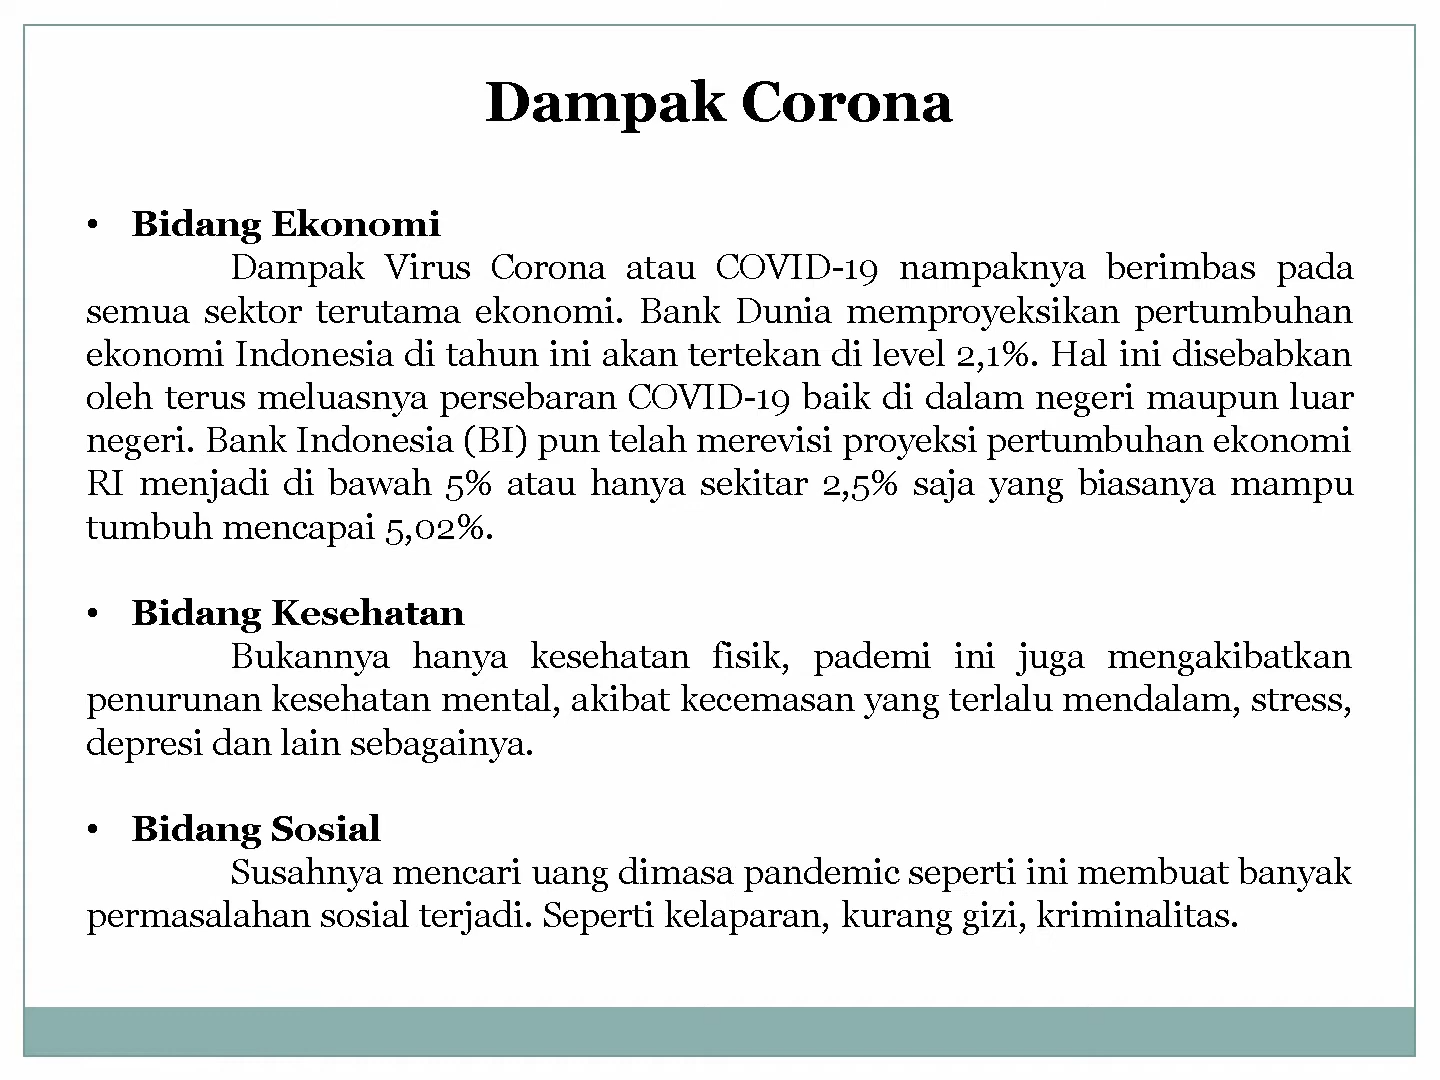 Dampak Corona
• Bidang Ekonomi
Dampak Virus Corona atau COVID-19 nampaknya berimbas pada
semua sektor terutama ekonomi. Bank Dunia memproyeksikan pertumbuhan
ekonomi Indonesia di tahun ini akan tertekan di level 2,1%. Hal ini disebabkan
oleh terus meluasnya persebaran COVID-19 baik di dalam negeri maupun luar
negeri. Bank Indonesia (BI) pun telah merevisi proyeksi pertumbuhan ekonomi
RI menjadi di bawah 5% atau hanya sekitar 2,5% saja yang biasanya mampu
tumbuh mencapai 5,02%.
• Bidang Kesehatan
Bukannya hanya kesehatan fisik, pademi ini juga mengakibatkan
penurunan kesehatan mental, akibat kecemasan yang terlalu mendalam, stress,
depresi dan lain sebagainya.
• Bidang Sosial
Susahnya mencari uang dimasa pandemic seperti ini membuat banyak
permasalahan sosial terjadi. Seperti kelaparan, kurang gizi, kriminalitas.